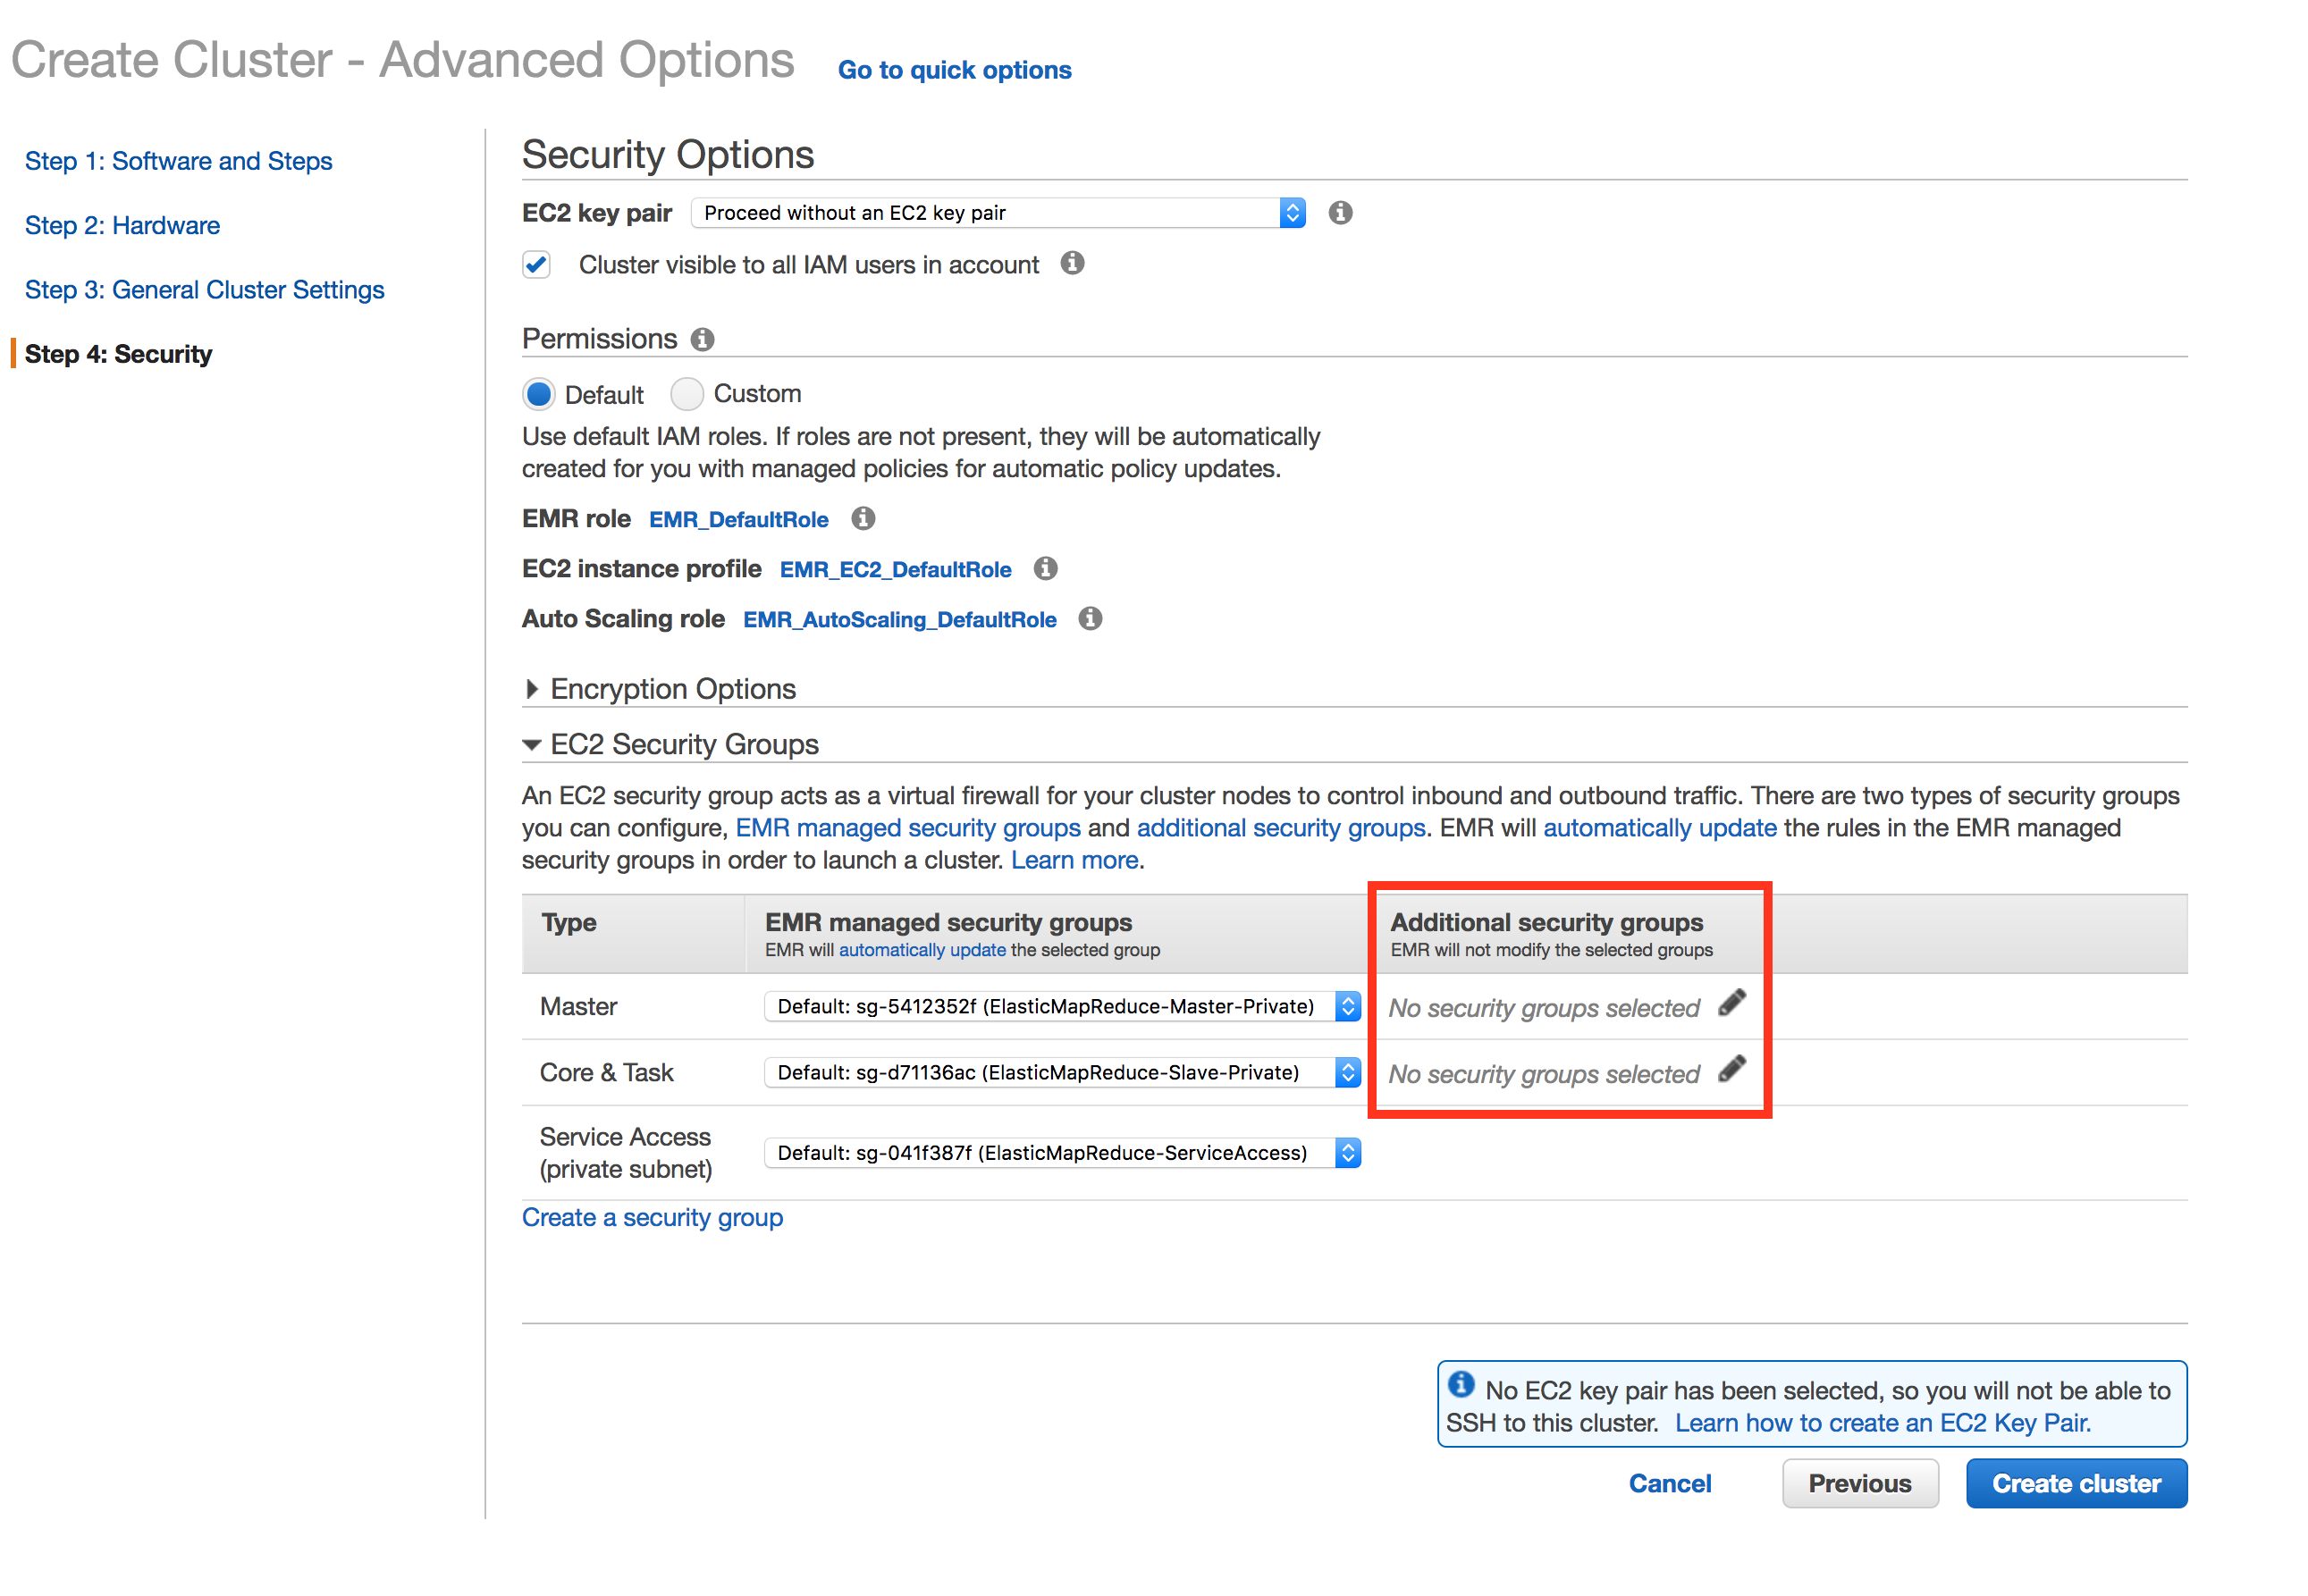 Create Cluster - Advanced Options Go to quick options
Step 1: Software and Steps
Step 2: Hardware
Step 3: General Cluster Settings
Step 4: Security
Security Options
EC2 key pair Proceed without an EC2 key pair
Cluster visible to all IAM users in account
Permissions
Default Custom
Use default IAM roles. If roles are not present, they will be automatically
created for you with managed policies for automatic policy updates.
EMR role EMR_DefaultRole
EC2 instance profile EMR_EC2_DefaultRole
Auto Scaling role EMR_AutoScaling_DefaultRole
Encryption Options
EC2 Security Groups
An EC2 security group acts as a virtual firewall for your cluster nodes to control inbound and outbound traffic. There are two types of security groups
you can configure, EMR managed security groups and additional security groups. EMR will automatically update the rules in the EMR managed
security groups in order to launch a cluster. Learn more.
Type EMR managed security groups Additional security groups
EMR will automatically update the selected group EMR will not modify the selected groups
Master Default: sg-5412352f (ElasticMapReduce-Master-Private) No security groups selected
Core & Task Default: sg-d71136ac (ElasticMapReduce-Slave-Private) No security groups selected
Service Access
(private subnet) Default: sg-041f387f (ElasticMapReduce-ServiceAccess)
Create a security group
No EC2 key pair has been selected, so you will not be able to
SSH to this cluster. Learn how to create an EC2 Key Pair.
Cancel Previous Create cluster